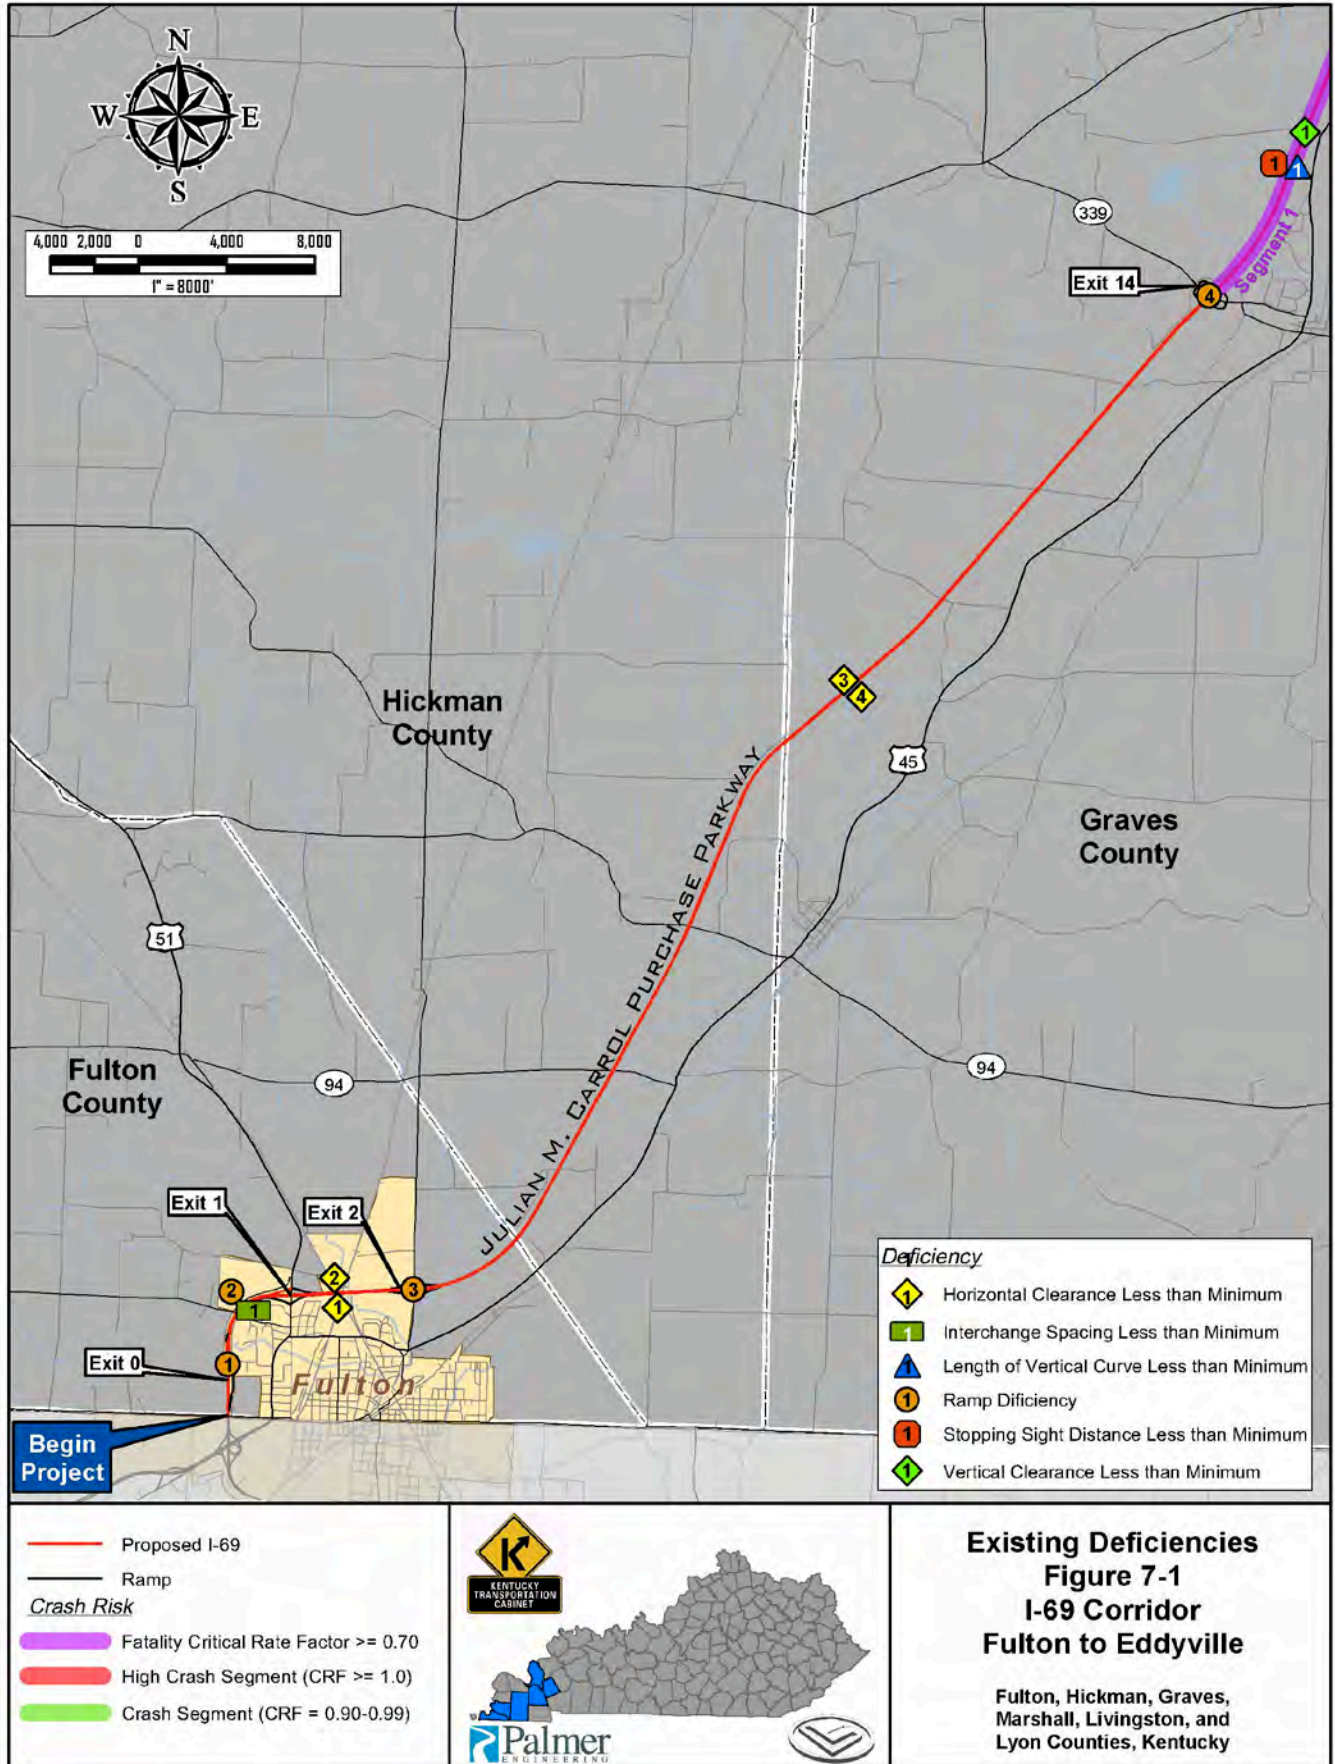 N
W
E
S
4,000 2,000 0 4,000 8,000
1" = 8000'
1
1
1
339
Segment 1
Exit 14
4
Hickman
County
3
4
45
JULIAN M. CARROL PURCHASE PARKWAY
Graves
County
51
Fulton
County
94
94
Exit 1
Exit 2
2
2
3
1
1
Exit 0
1
Fulton
Begin
Project
Deficiency
1 Horizontal Clearance Less than Minimum
1 Interchange Spacing Less than Minimum
1 Length of Vertical Curve Less than Minimum
1 Ramp Dificiency
1 Stopping Sight Distance Less than Minimum
1 Vertical Clearance Less than Minimum
Proposed I-69
Ramp
Crash Risk
Fatality Critical Rate Factor >= 0.70
High Crash Segment (CRF >= 1.0)
Crash Segment (CRF = 0.90-0.99)
K
KENTUCKY
TRANSPORTATION
CABINET
Palmer
ENGINEERING
Existing Deficiencies
Figure 7-1
I-69 Corridor
Fulton to Eddyville
Fulton, Hickman, Graves,
Marshall, Livingston, and
Lyon Counties, Kentucky